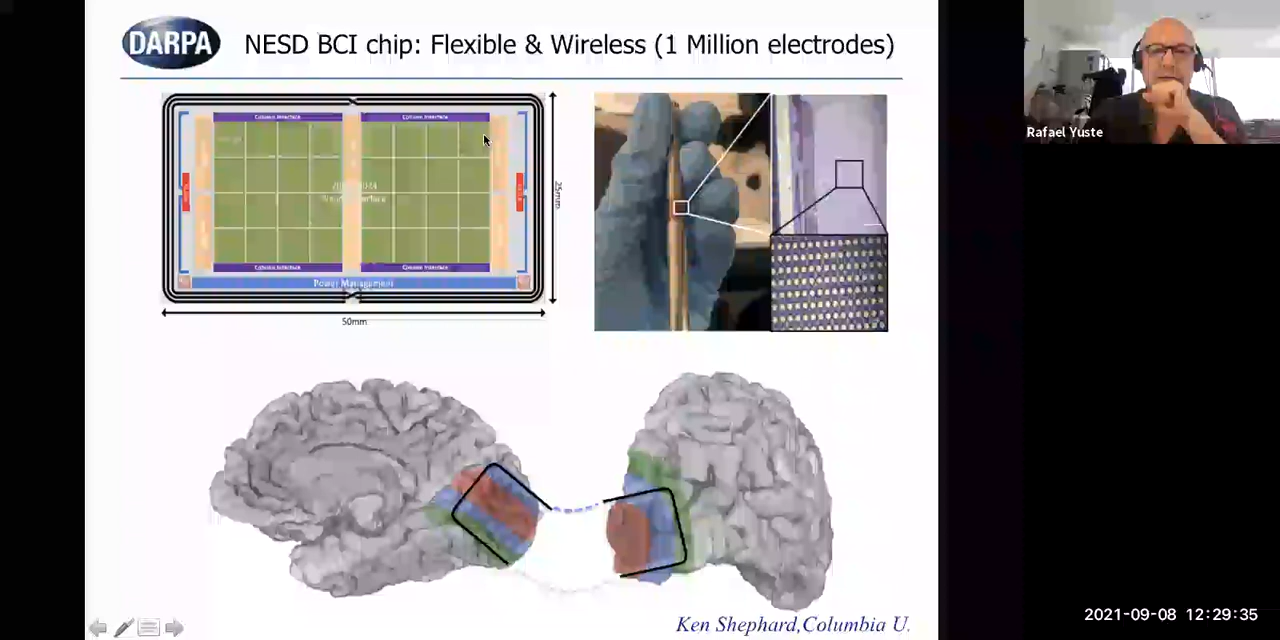 DARPA
NESD BCI chip: Flexible & Wireless (1 Million electrodes)
Rafael Yuste
Column Interface
Column Interface
25mm
Column Interface
Column Interface
Power Management
50mm
Ken Shephard,Columbia U.
2021-09-08 12:29:35